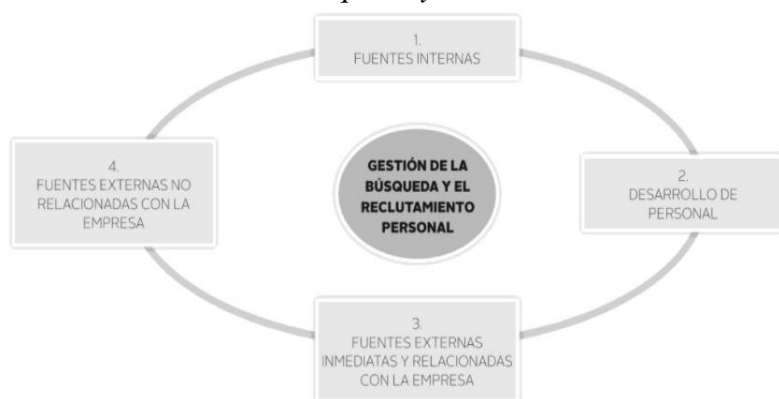 1.
FUENTES INTERNAS
4.
FUENTES EXTERNAS NO
RELACIONADAS CON LA
EMPRESA
GESTIÓN DE LA
BÚSQUEDA Y EL
RECLUTAMIENTO
PERSONAL
2.
DESARROLLO DE
PERSONAL
3.
FUENTES EXTERNAS
INMEDIATAS Y RELACIONADAS
CON LA EMPRESA